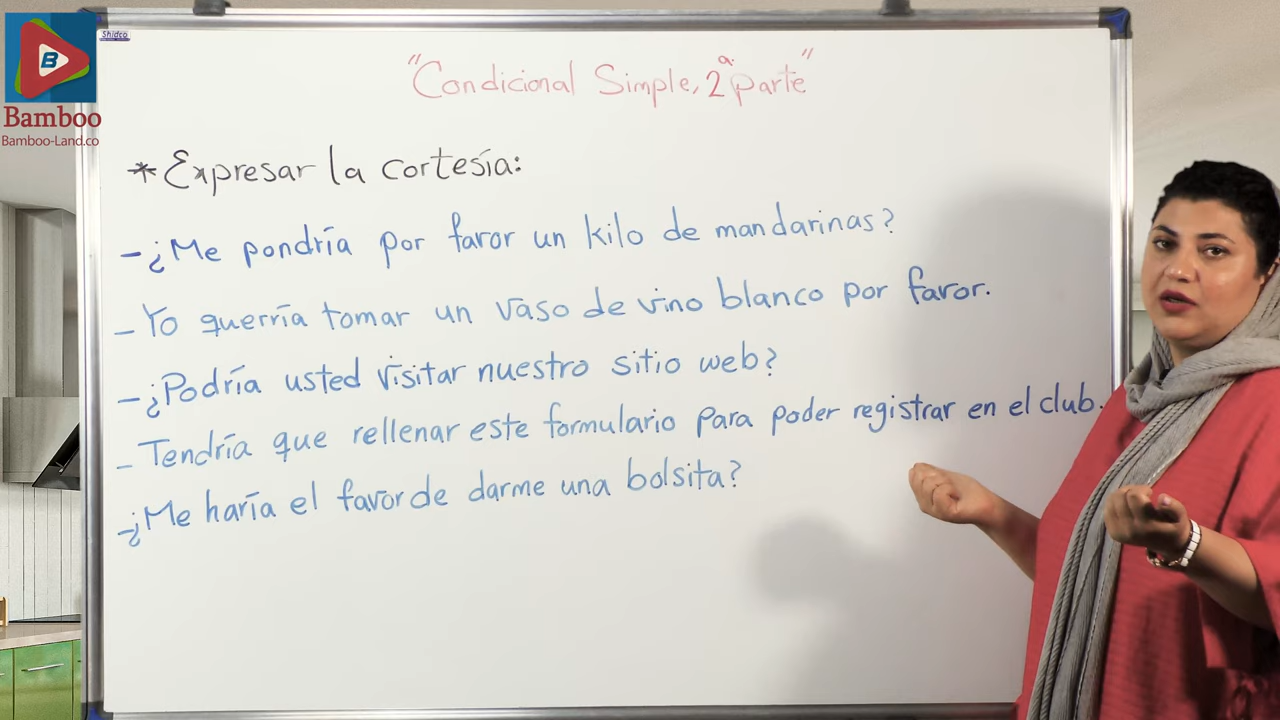 B
Bamboo
Bamboo-Land.co
Shidco
"Condicional Simple, 2ª parte"
* Expresar la cortesía:
- ¿Me pondría por favor un kilo de mandarinas?
- Yo querría tomar un vaso de vino blanco por favor.
- ¿Podría usted visitar nuestro sitio web?
- Tendría que rellenar este formulario para poder registrar en el club.
- ¿Me haría el favor de darme una bolsita?